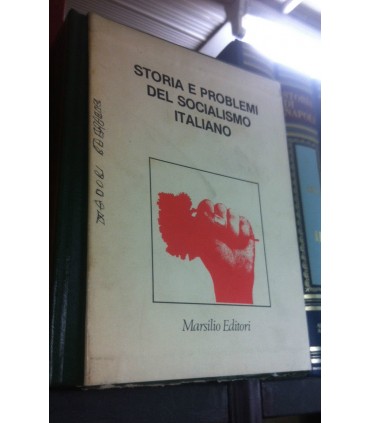 STORIA E PROBLEMI
DEL SOCIALISMO
ITALIANO
Marsilio Editori